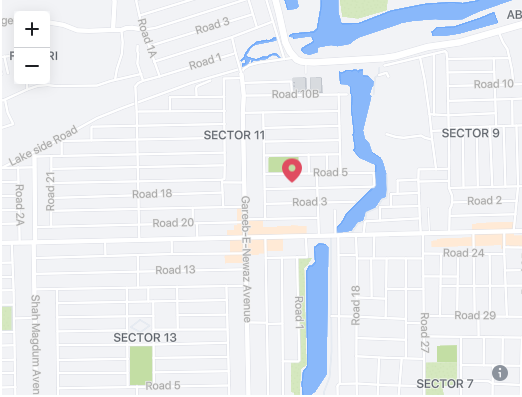 Road 3
AB
Road 1A
F
RI
Road 1
Road 10
Road 10B
SECTOR 11
SECTOR 9
Lake side Road
Road 5
Road 21
Road 2A
Road 18
Road 3
Road 2
Gareeb-E-Newaz Avenue
Road 20
Road 24
Road 13
Shah Magdum Aven
Road 1
Road 18
Road 29
Road 27
SECTOR 13
Road 5
SECTOR 7